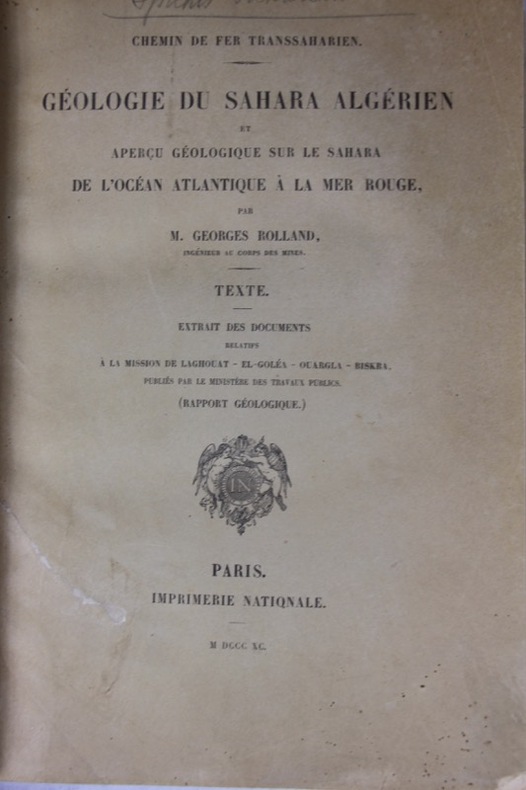 CHEMIN DE FER TRANSSAHARIEN.
GÉOLOGIE DU SAHARA ALGÉRIEN
ET
APERÇU GÉOLOGIQUE SUR LE SAHARA
DE L'OCÉAN ATLANTIQUE À LA MER ROUGE,
PAR
M. GEORGES ROLLAND,
INGÉNIEUR AU CORPS DES MINES.
TEXTE.
EXTRAIT DES DOCUMENTS
RELATIFS
À LA MISSION DE LAGHOUAT – EL-GOLÉA – OUARGLA – BISKRA,
PUBLIÉS PAR LE MINISTÈRE DES TRAVAUX PUBLICS.
(RAPPORT GÉOLOGIQUE.)
IN
PARIS.
IMPRIMERIE NATIONALE.
M DCCC XC.